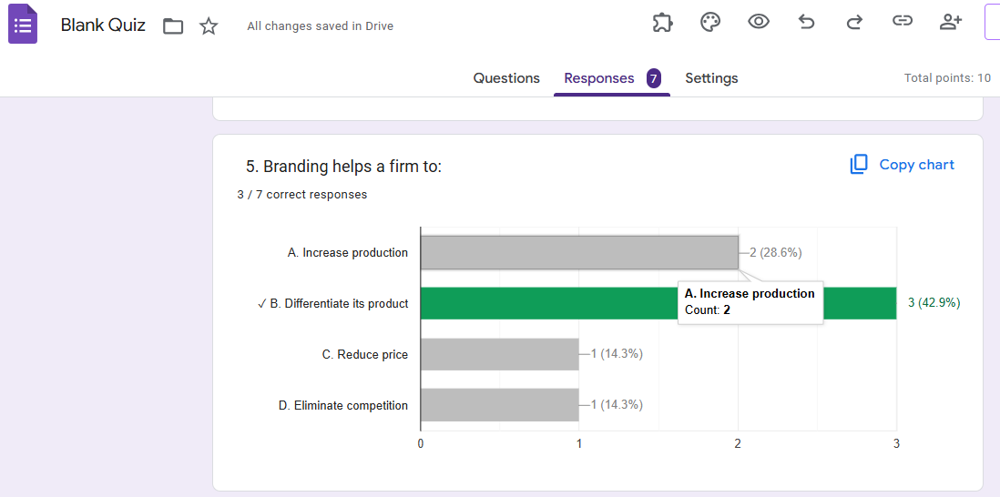 Blank Quiz
All changes saved in Drive
Questions
Responses 7
Settings
Total points: 10
5. Branding helps a firm to:
Copy chart
3 / 7 correct responses
A. Increase production
2 (28.6%)
✓ B. Differentiate its product
A. Increase production
Count: 2
3 (42.9%)
C. Reduce price
1 (14.3%)
D. Eliminate competition
1 (14.3%)
0 1 2 3